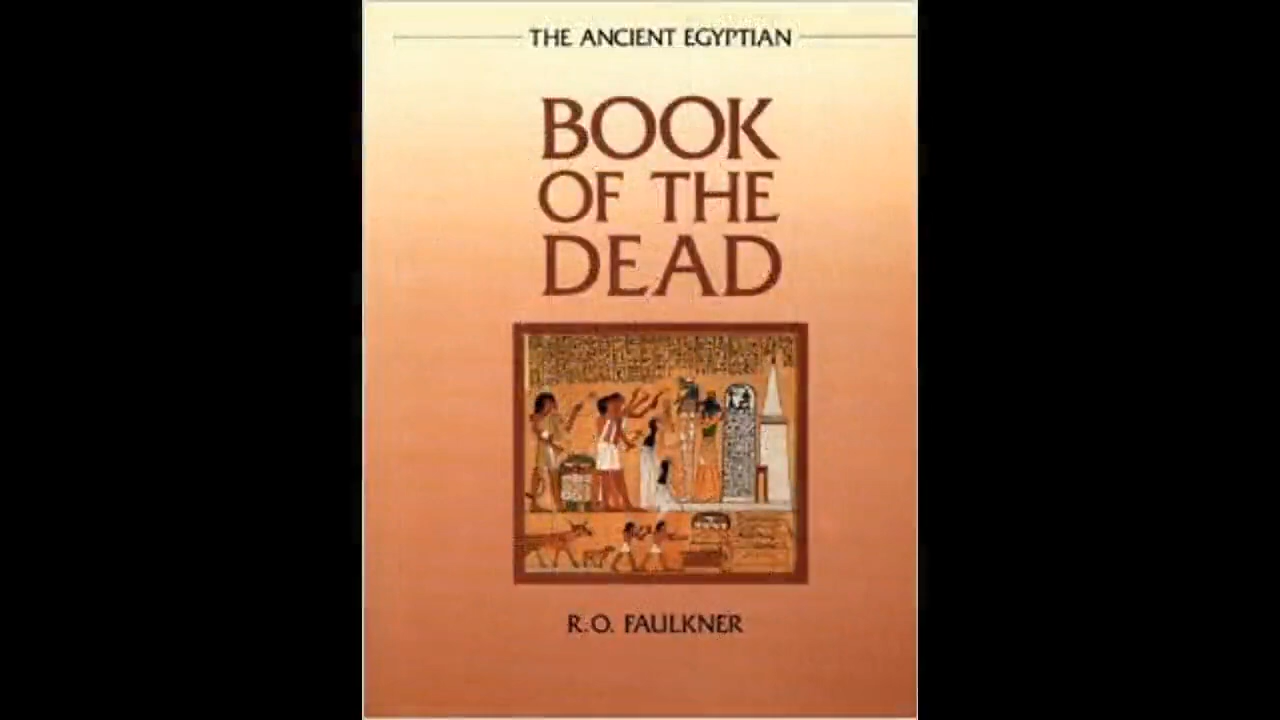 THE ANCIENT EGYPTIAN
BOOK
OF THE
DEAD
R.O. FAULKNER